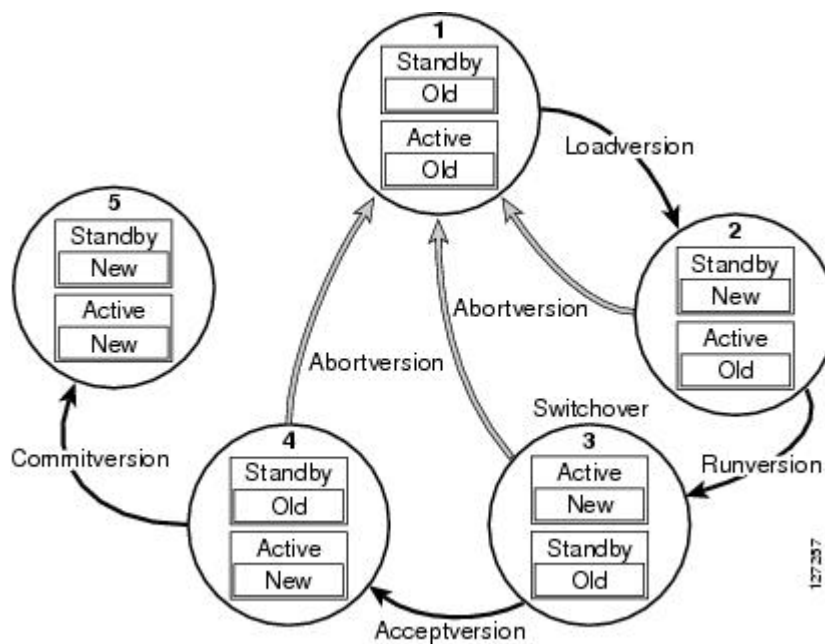 1
Standby
Old
Active
Old
Loadversion
5
Standby
New
Active
New
2
Standby
New
Active
Old
Abortversion
Abortversion
Switchover
4
Standby
Old
Active
New
3
Active
New
Standby
Old
Commitversion
Runversion
Acceptversion
127257